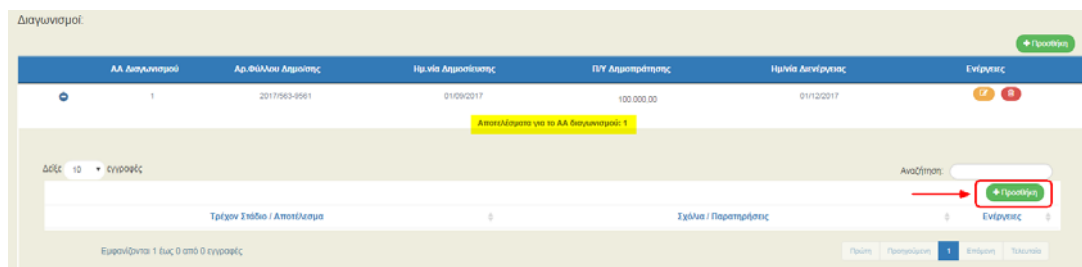 Διαγωνισμοί:
+ Προσθήκη
ΑΑ Διαγωνισμού Αρ.Φύλλου Δημο/σης Ημ.νία Δημοσίευσης Π/Υ Δημοπράτησης Ημ/νία Διενέργειας Ενέργειες
1 2017/563-9561 01/09/2017 100.000,00 01/12/2017
Αποτελέσματα για το ΑΑ διαγωνισμού: 1
Δείξε 10 εγγραφές Αναζήτηση:
+ Προσθήκη
Τρέχον Στάδιο / Αποτέλεσμα Σχόλια / Παρατηρήσεις Ενέργειες
Εμφανίζονται 1 έως 0 από 0 εγγραφές Πρώτη Προηγούμενη 1 Επόμενη Τελευταία